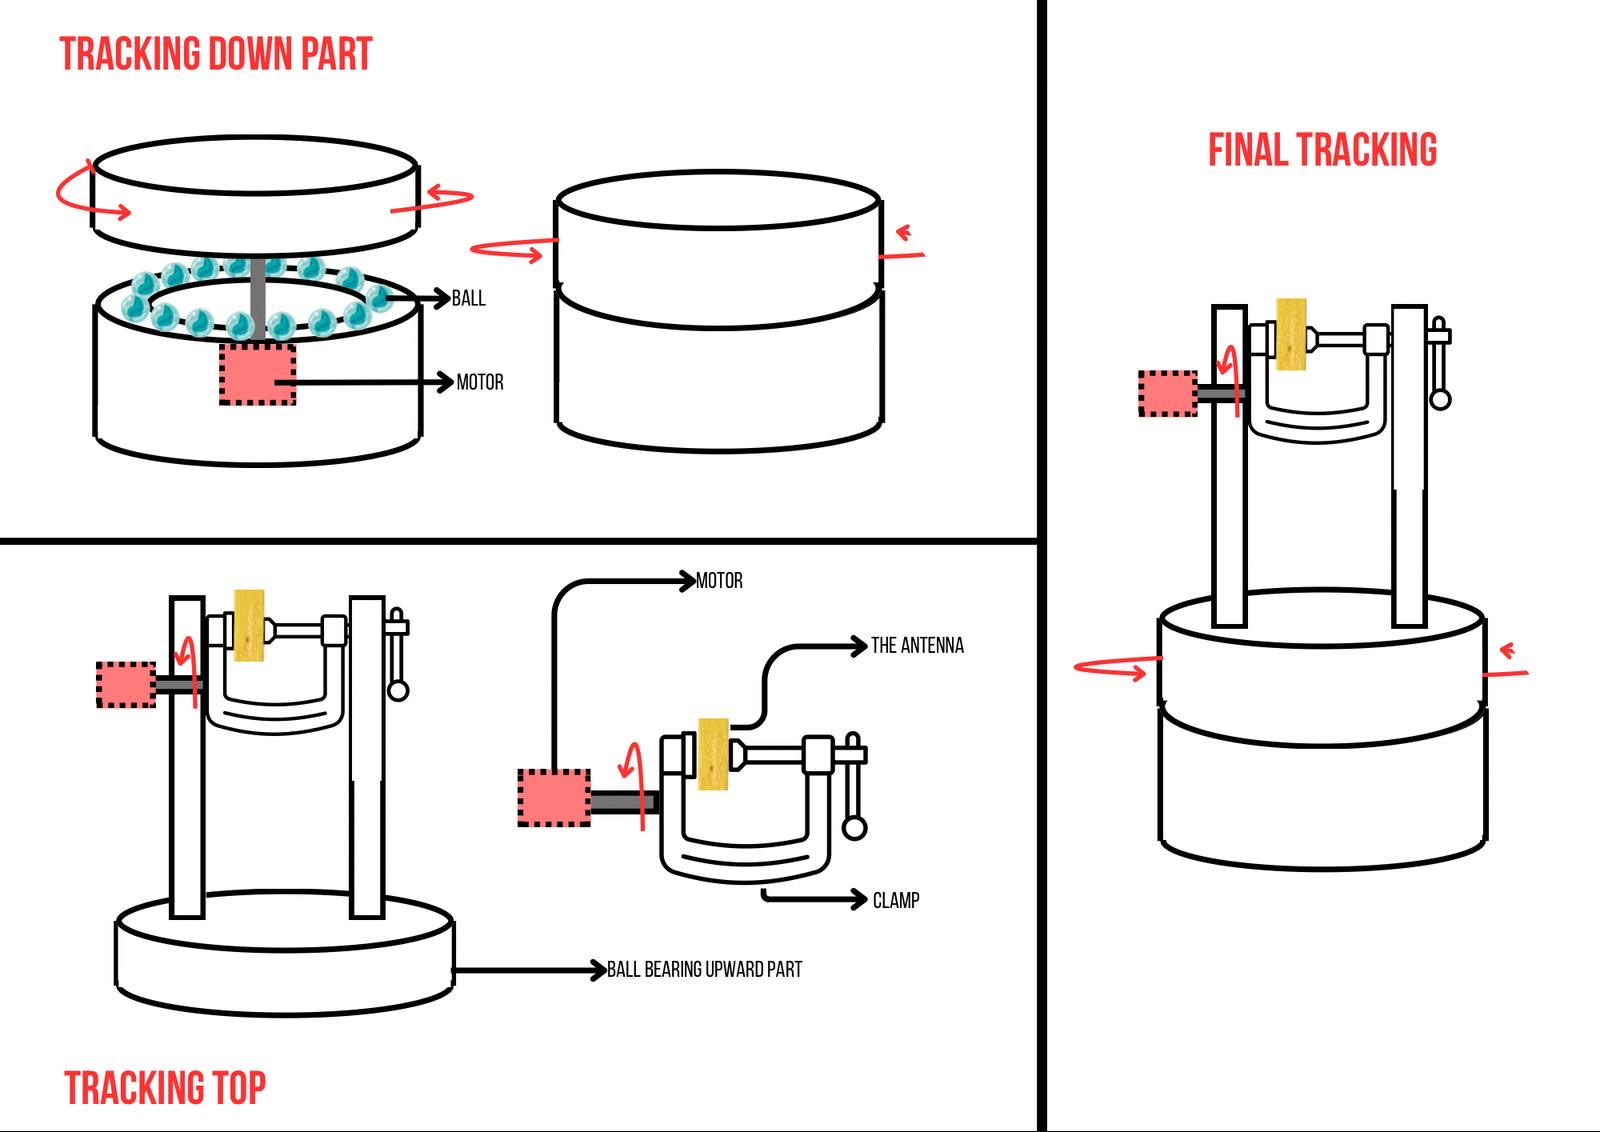 TRACKING DOWN PART
BALL
MOTOR
MOTOR
THE ANTENNA
CLAMP
BALL BEARING UPWARD PART
TRACKING TOP
FINAL TRACKING